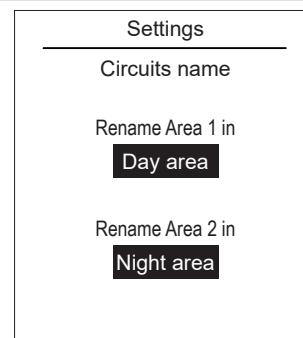 Settings
Circuits name
Rename Area 1 in
Day area
Rename Area 2 in
Night area